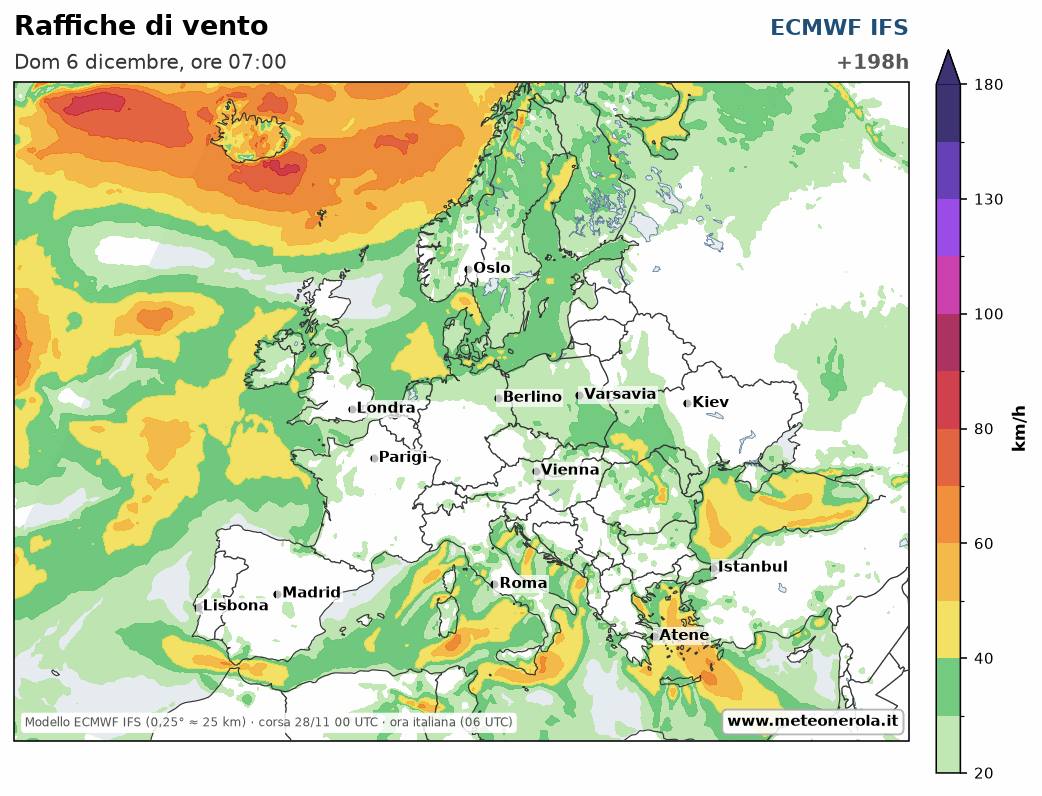 Raffiche di vento
ECMWF IFS
Dom 6 dicembre, ore 07:00
+198h
180
130
100
80
60
40
20
km/h
Oslo
Londra
Berlino
Varsavia
Kiev
Parigi
Vienna
Istanbul
Roma
Madrid
Lisbona
Atene
Modello ECMWF IFS (0,25° ≈ 25 km) · corsa 28/11 00 UTC · ora italiana (06 UTC)
www.meteonerola.it